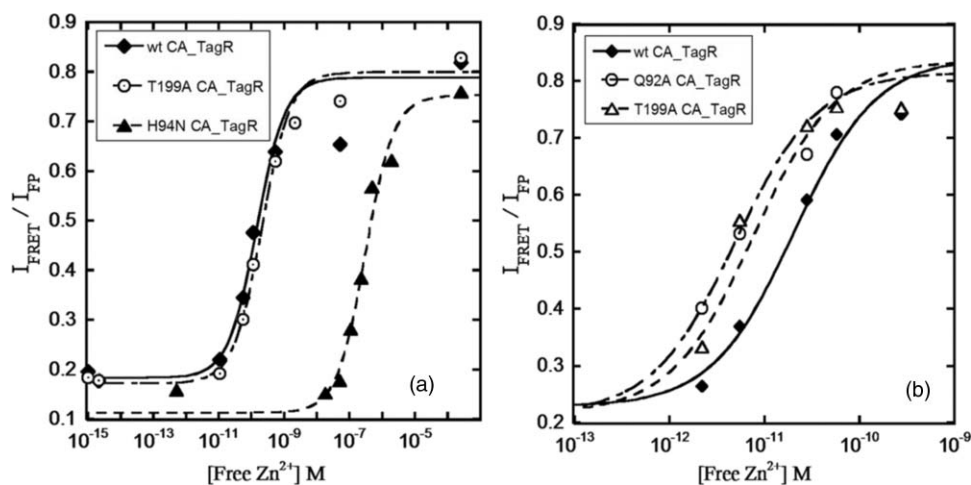 0.9
0.8
0.7
0.6
0.5
0.4
0.3
0.2
0.1
I_FRET / I_FP
wt CA_TagR
T199A CA_TagR
H94N CA_TagR
(a)
10^-15 10^-13 10^-11 10^-9 10^-7 10^-5
[Free Zn^2+] M
0.9
0.8
0.7
0.6
0.5
0.4
0.3
0.2
I_FRET / I_FP
wt CA_TagR
Q92A CA_TagR
T199A CA_TagR
(b)
10^-13 10^-12 10^-11 10^-10 10^-9
[Free Zn^2+] M